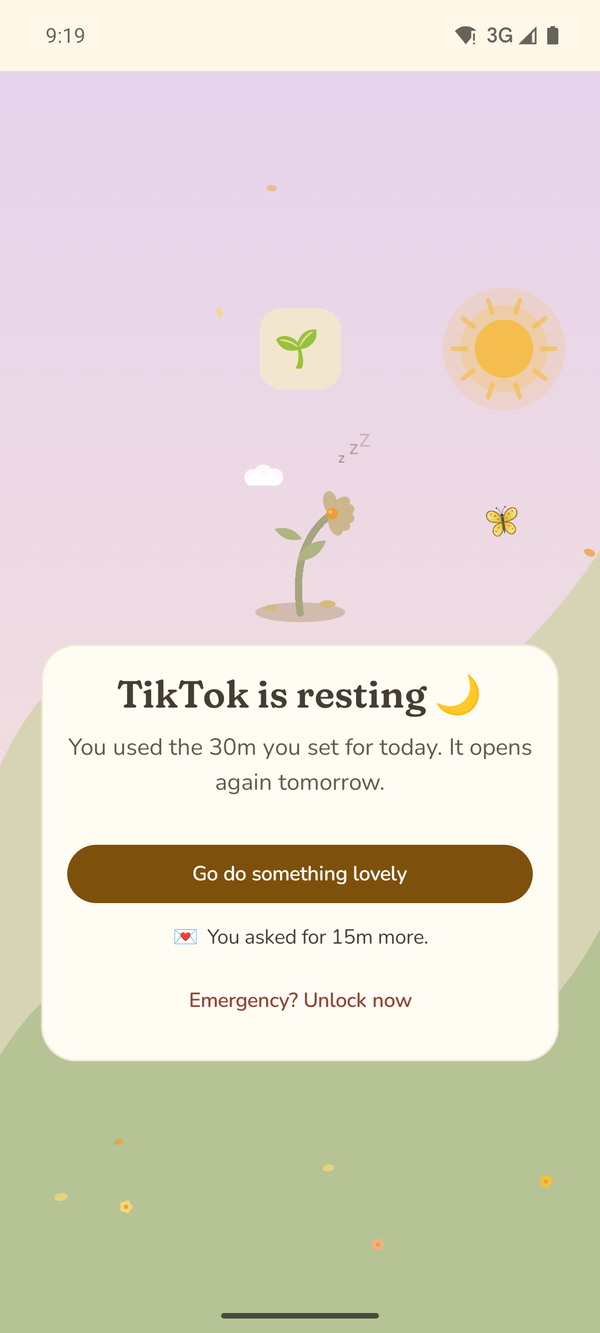 9:19
3G
z z Z
TikTok is resting 🌙
You used the 30m you set for today. It opens
again tomorrow.
Go do something lovely
💌 You asked for 15m more.
Emergency? Unlock now